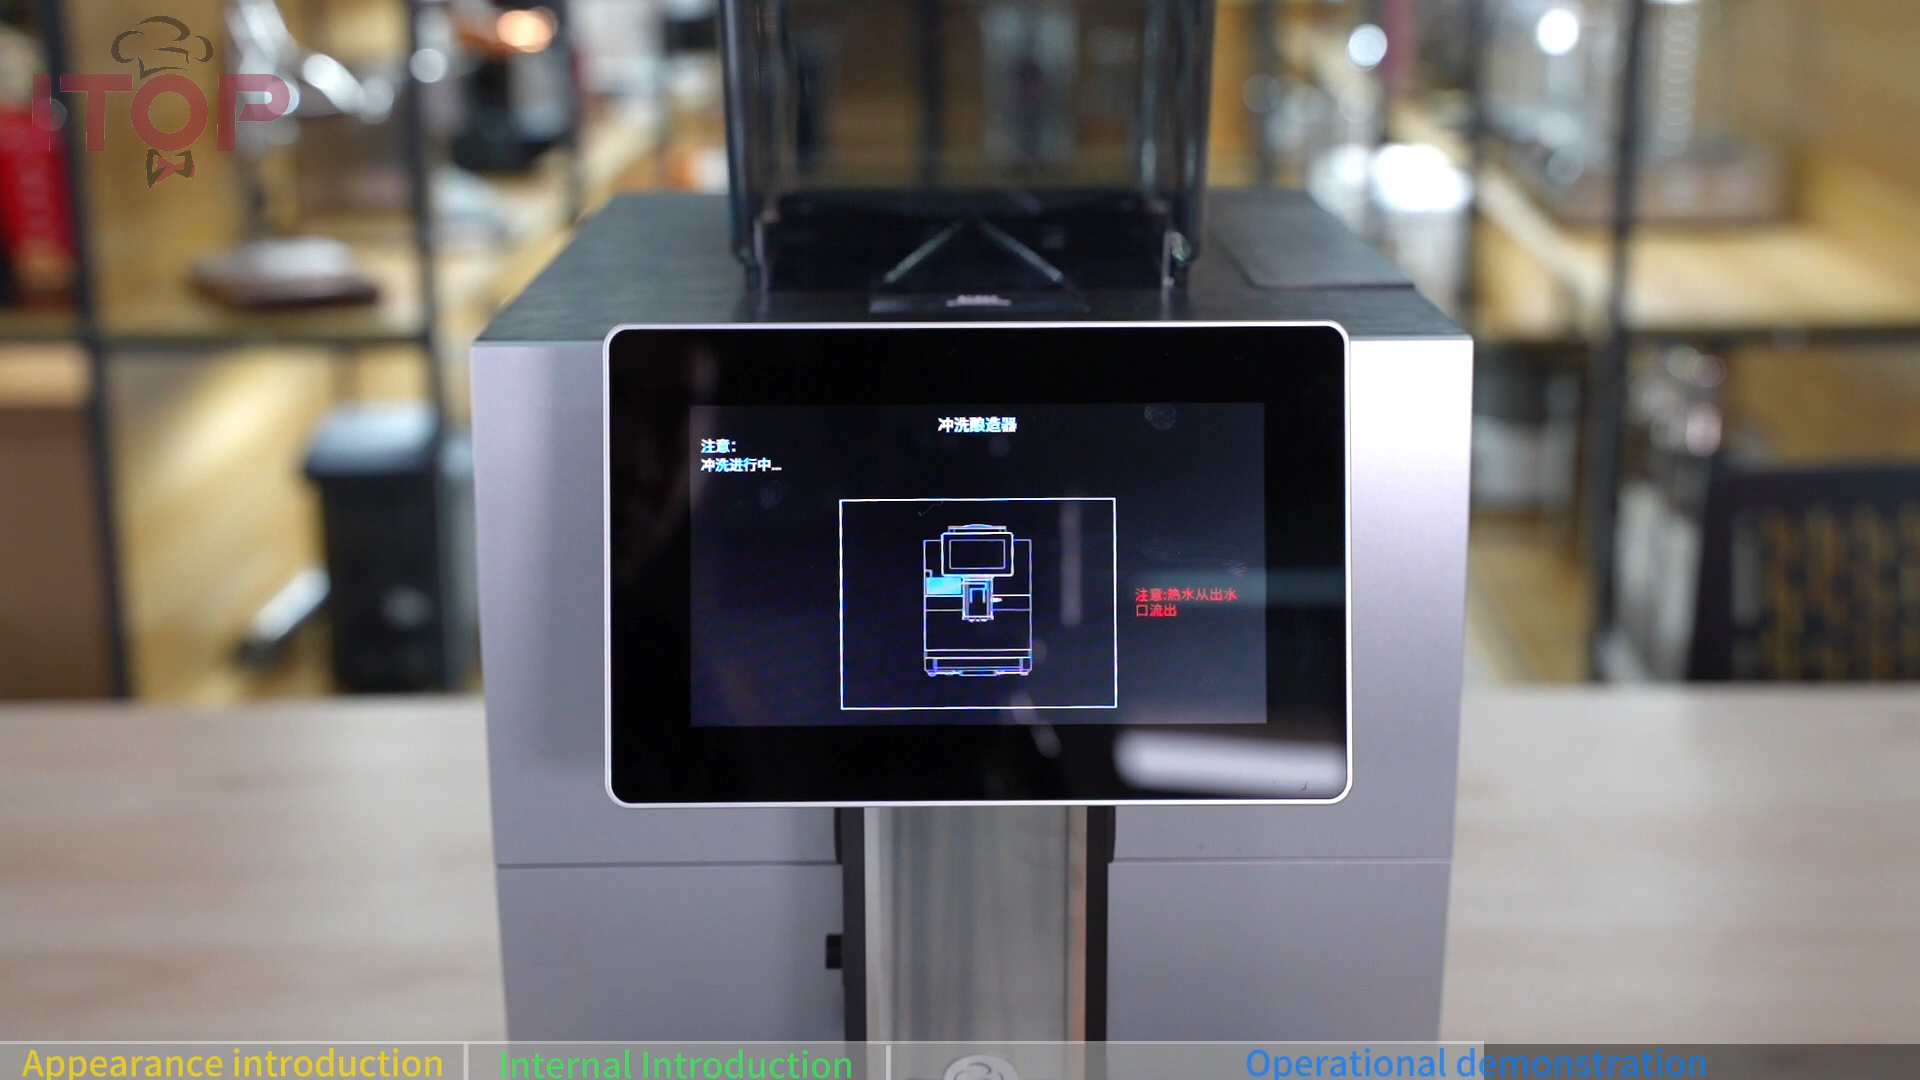 ITOP
冲洗酿造器
注意:
冲洗进行中...
注意:热水从出水
口流出
Appearance introduction
Internal Introduction
Operational demonstration